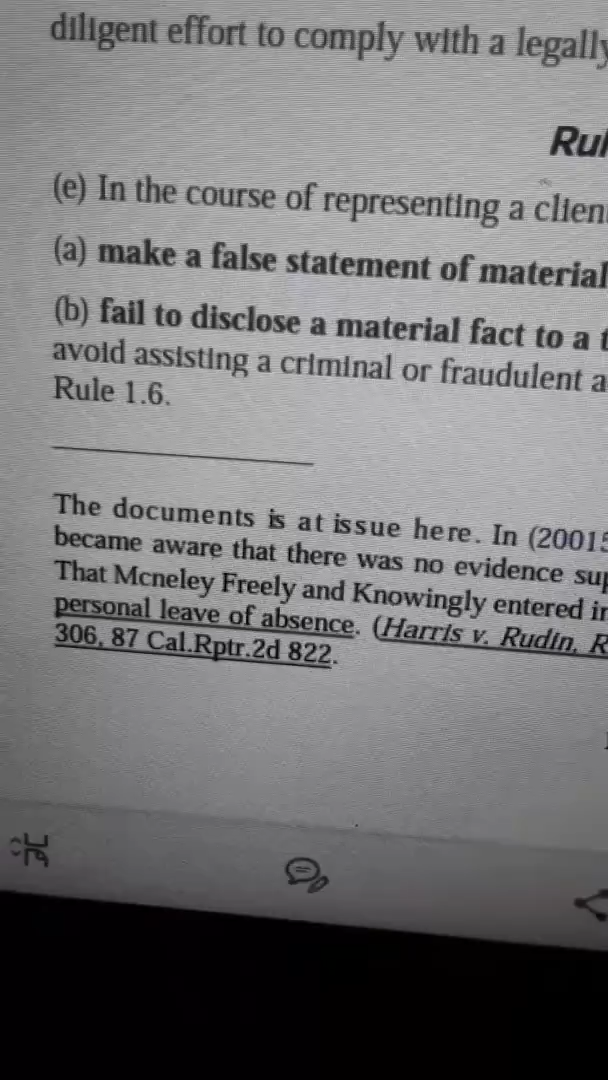 diligent effort to comply with a legally
Rul
(e) In the course of representing a clien
(a) make a false statement of material
(b) fail to disclose a material fact to a t
avoid assisting a criminal or fraudulent a
Rule 1.6.
The documents is at issue here. In (20015
became aware that there was no evidence sup
That Mcneley Freely and Knowingly entered in
personal leave of absence. (Harris v. Rudin, R
306, 87 Cal.Rptr.2d 822.